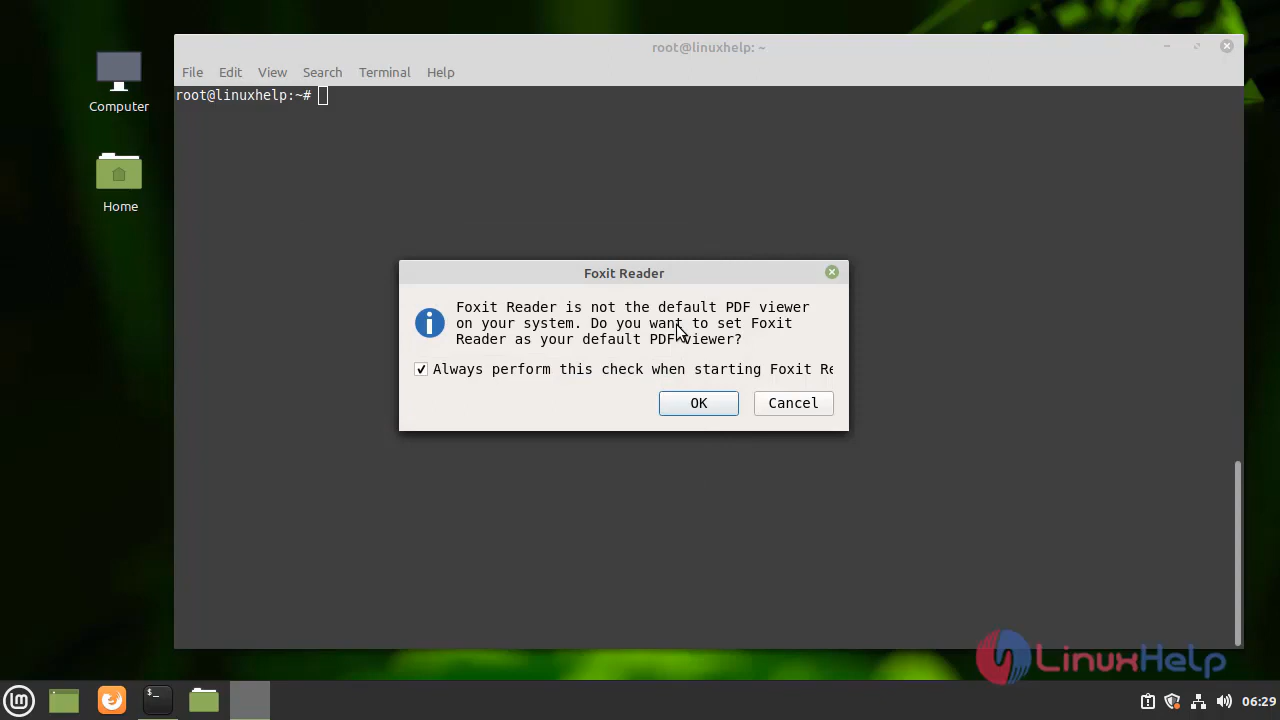 root@linuxhelp: ~
File Edit View Search Terminal Help
root@linuxhelp:~#
Computer
Home
Foxit Reader
Foxit Reader is not the default PDF viewer
on your system. Do you want to set Foxit
Reader as your default PDF viewer?
Always perform this check when starting Foxit Re
OK Cancel
LinuxHelp
06:29